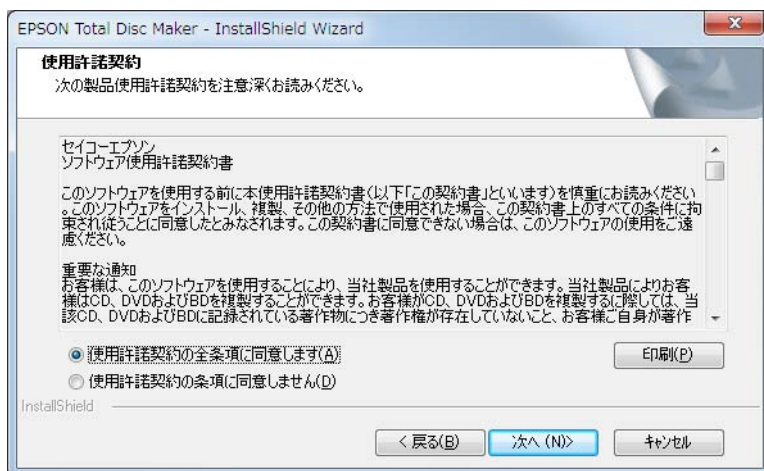 EPSON Total Disc Maker - InstallShield Wizard
使用許諾契約
次の製品使用許諾契約を注意深くお読みください。
セイコーエプソン
ソフトウェア使用許諾契約書
このソフトウェアを使用する前に本使用許諾契約書(以下「この契約書」といいます)を慎重にお読みください
。このソフトウェアをインストール、複製、その他の方法で使用された場合、この契約書上のすべての条件に拘
束され従うことに同意したとみなされます。この契約書に同意できない場合は、このソフトウェアの使用をご遠
慮ください。
重要な通知
お客様は、このソフトウェアを使用することにより、当社製品を使用することができます。当社製品によりお客
様はCD、DVDおよびBDを複製することができます。お客様がCD、DVDおよびBDを複製するに際しては、当
該CD、DVDおよびBDに記録されている著作物につき著作権が存在していないこと、お客様ご自身が著作
使用許諾契約の全条項に同意します(A)
印刷(P)
使用許諾契約の条項に同意しません(D)
InstallShield
< 戻る(B)
次へ (N)>
キャンセル